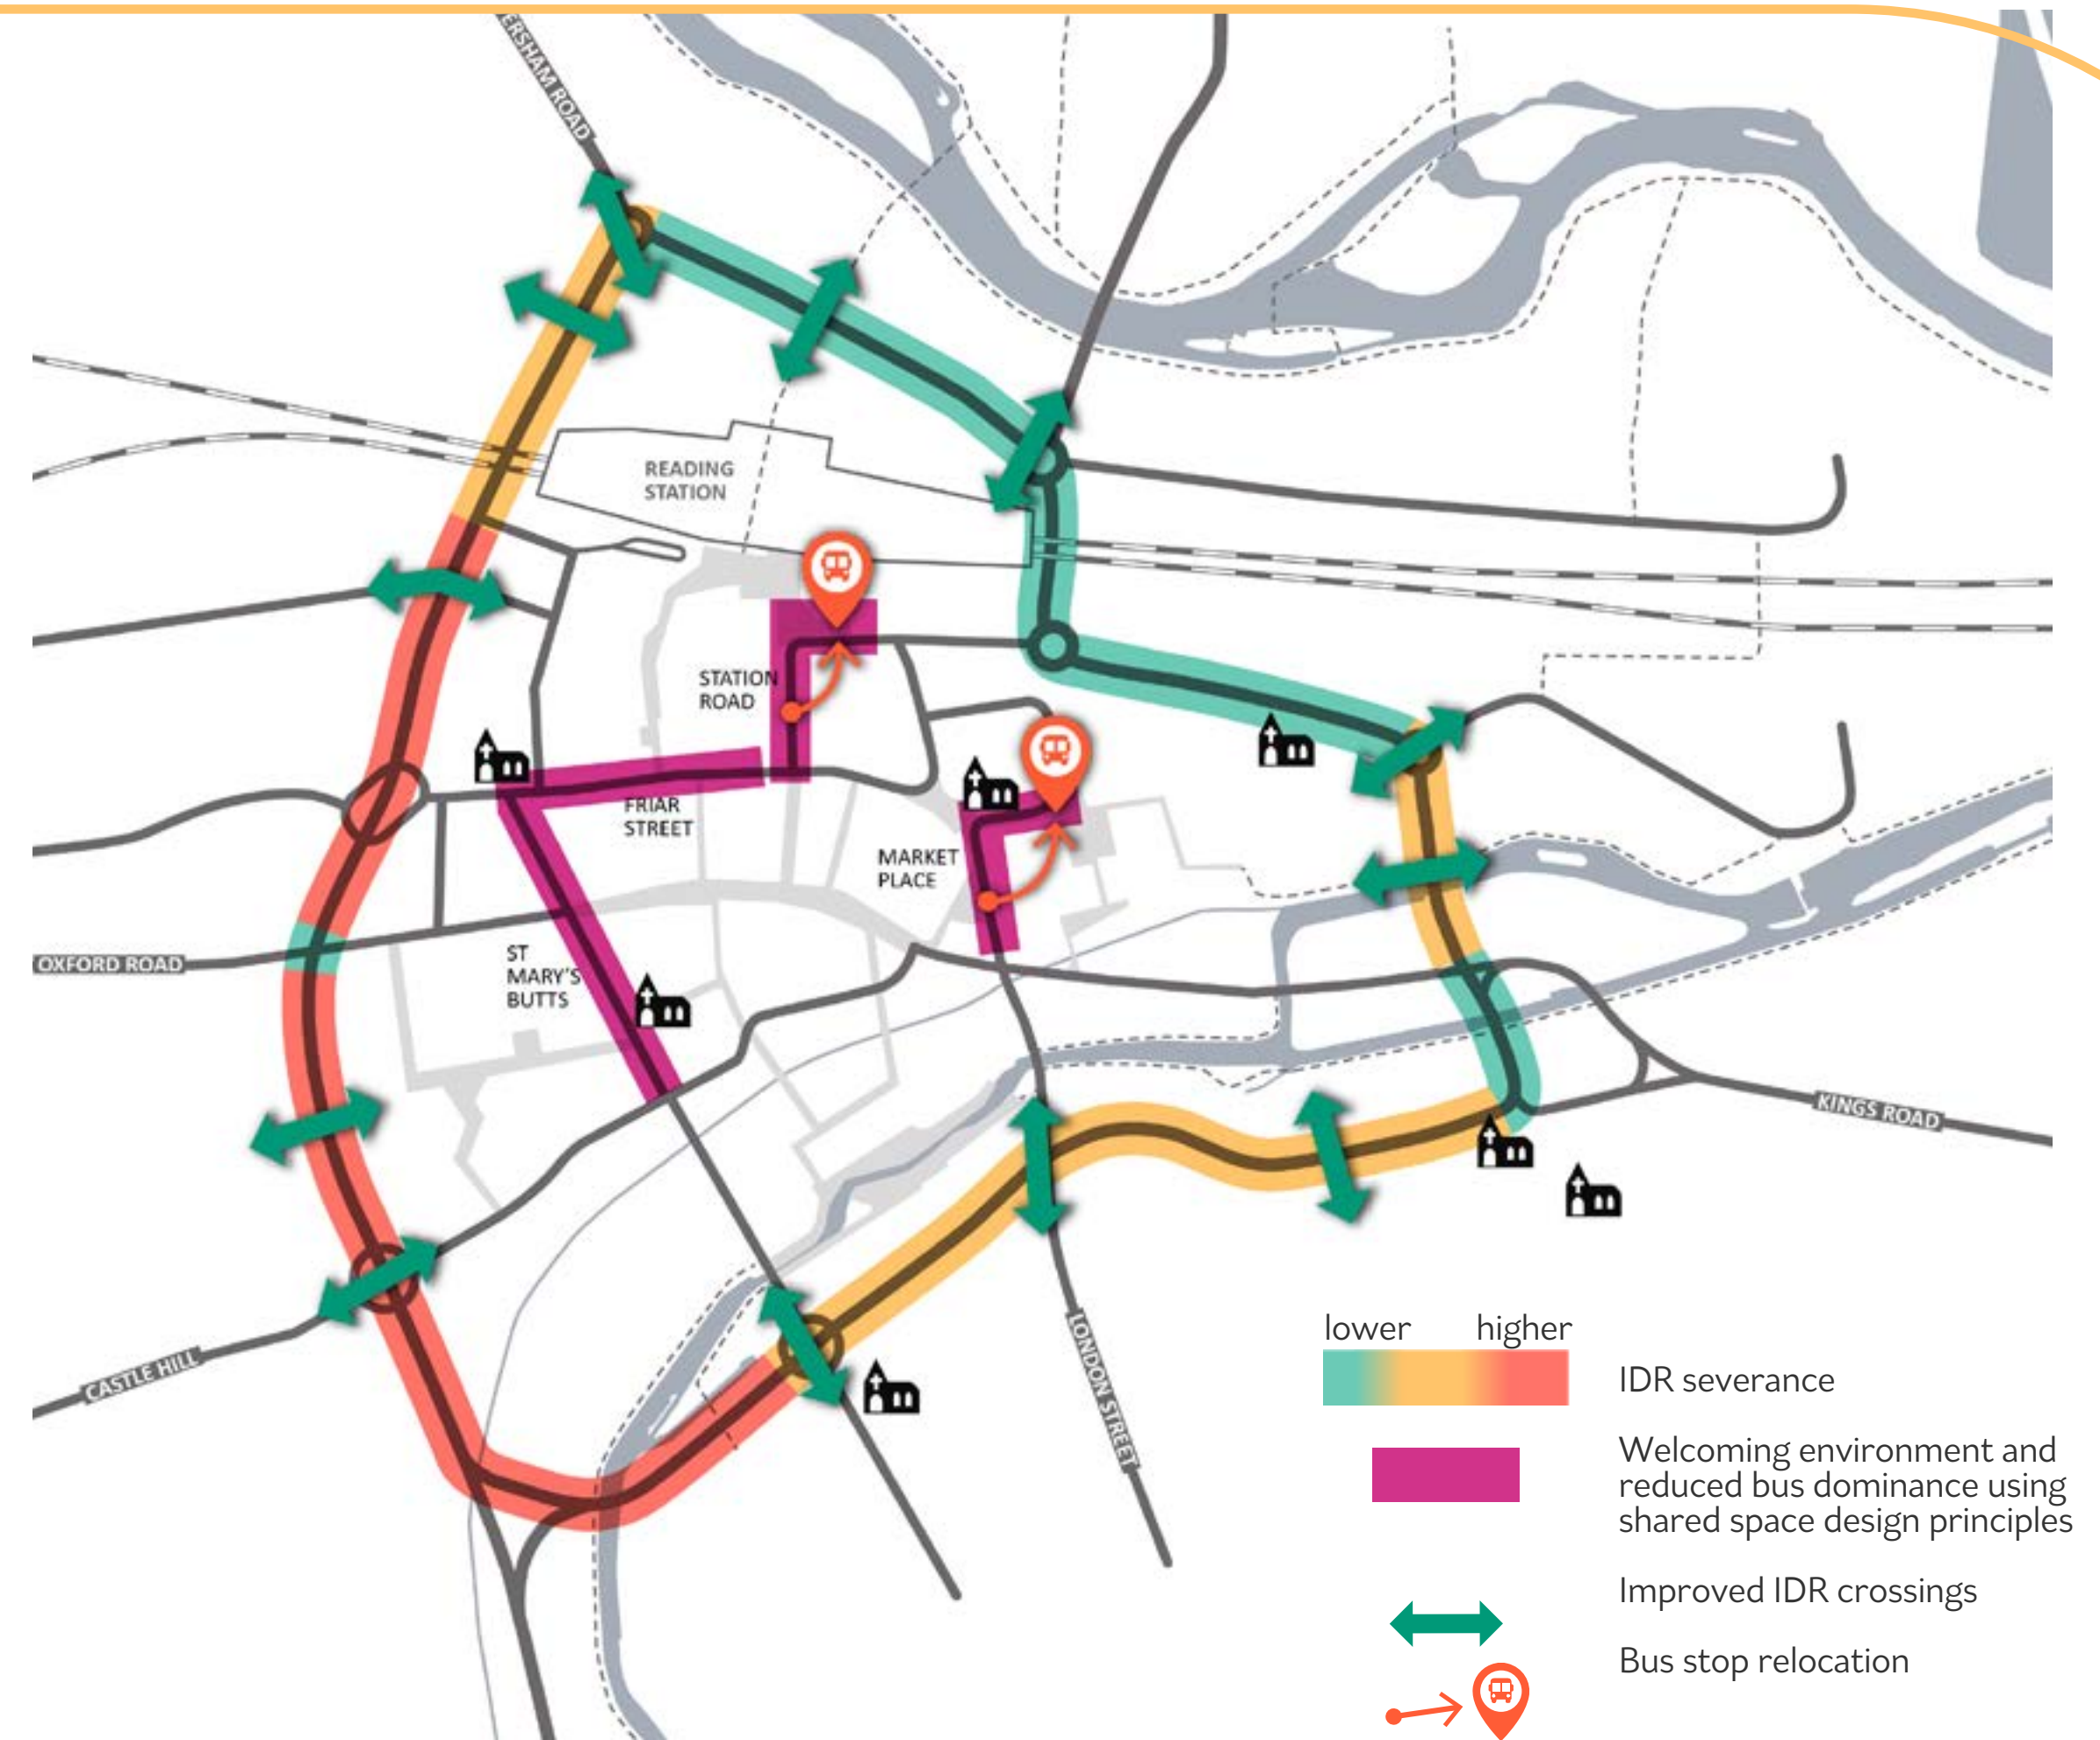 ERSHAM ROAD
READING
STATION
STATION
ROAD
FRIAR
STREET
MARKET
PLACE
ST
MARY'S
BUTTS
OXFORD ROAD
KINGS ROAD
CASTLE HILL
LONDON STREET
lower higher
IDR severance
Welcoming environment and
reduced bus dominance using
shared space design principles
Improved IDR crossings
Bus stop relocation